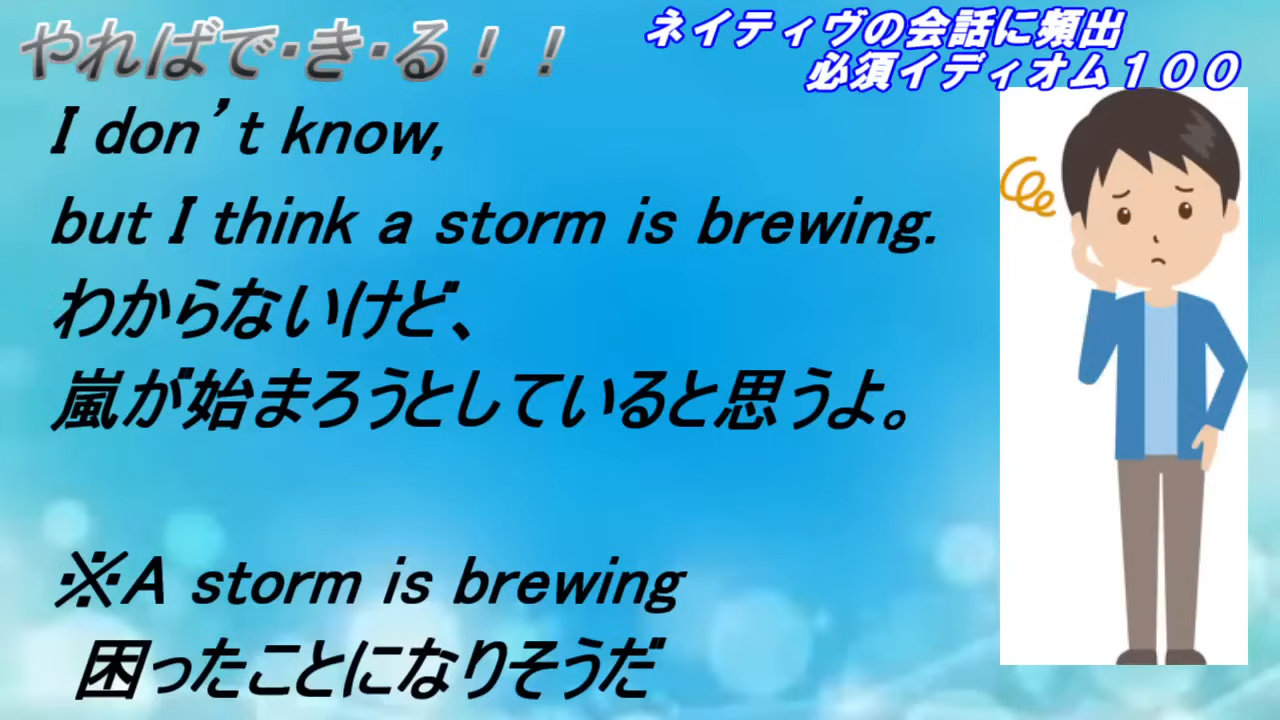 やればで・き・る！！
ネイティヴの会話に頻出
必須イディオム１００
I don’t know,
but I think a storm is brewing.
わからないけど、
嵐が始まろうとしていると思うよ。
※A storm is brewing
困ったことになりそうだ